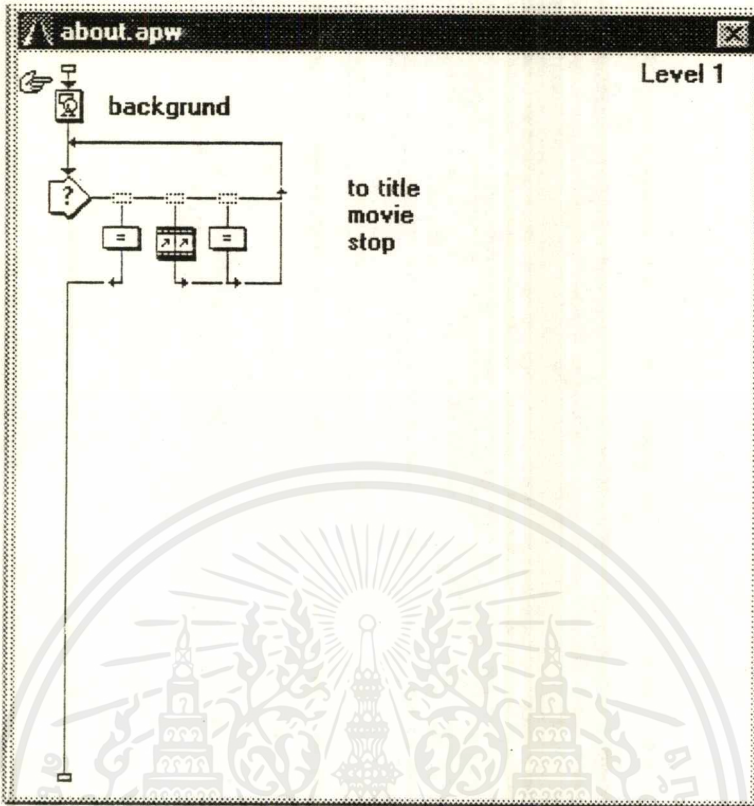 about.apw
Level 1
backgrund
?
to title
movie
stop
=
=